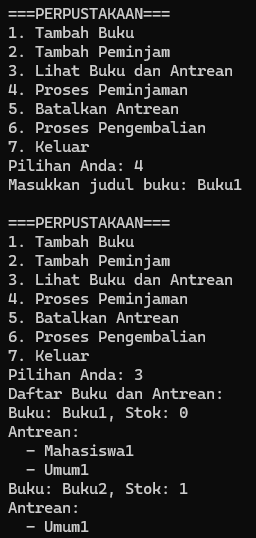 ===PERPUSTAKAAN===
1. Tambah Buku
2. Tambah Peminjam
3. Lihat Buku dan Antrean
4. Proses Peminjaman
5. Batalkan Antrean
6. Proses Pengembalian
7. Keluar
Pilihan Anda: 4
Masukkan judul buku: Buku1

===PERPUSTAKAAN===
1. Tambah Buku
2. Tambah Peminjam
3. Lihat Buku dan Antrean
4. Proses Peminjaman
5. Batalkan Antrean
6. Proses Pengembalian
7. Keluar
Pilihan Anda: 3
Daftar Buku dan Antrean:
Buku: Buku1, Stok: 0
Antrean:
  - Mahasiswa1
  - Umum1
Buku: Buku2, Stok: 1
Antrean:
  - Umum1